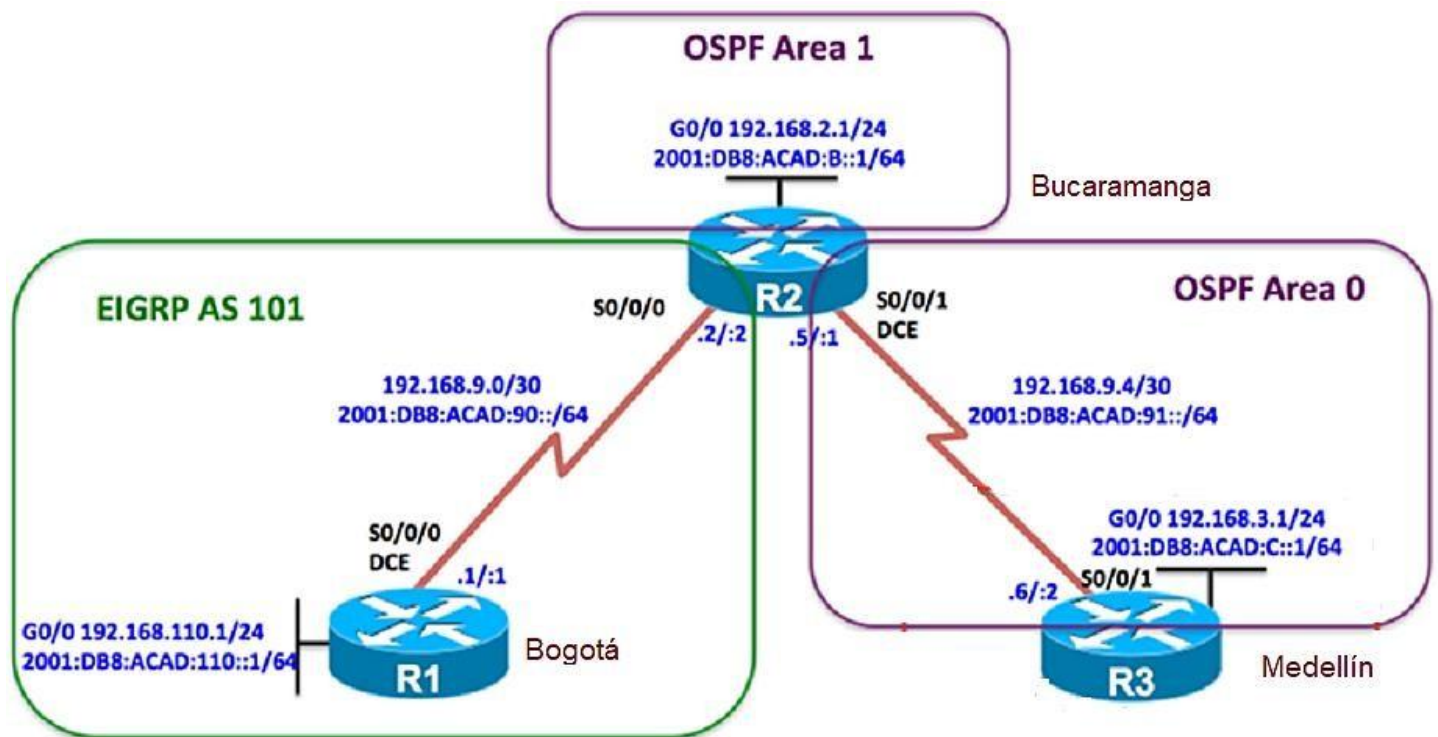 OSPF Area 1
G0/0 192.168.2.1/24
2001:DB8:ACAD:B::1/64
Bucaramanga
EIGRP AS 101
OSPF Area 0
R2
S0/0/0
S0/0/1
DCE
.2/:2
.5/:1
192.168.9.0/30
2001:DB8:ACAD:90::/64
192.168.9.4/30
2001:DB8:ACAD:91::/64
S0/0/0
DCE
.1/:1
G0/0 192.168.3.1/24
2001:DB8:ACAD:C::1/64
.6/:2
S0/0/1
G0/0 192.168.110.1/24
2001:DB8:ACAD:110::1/64
R1
Bogotá
R3
Medellín